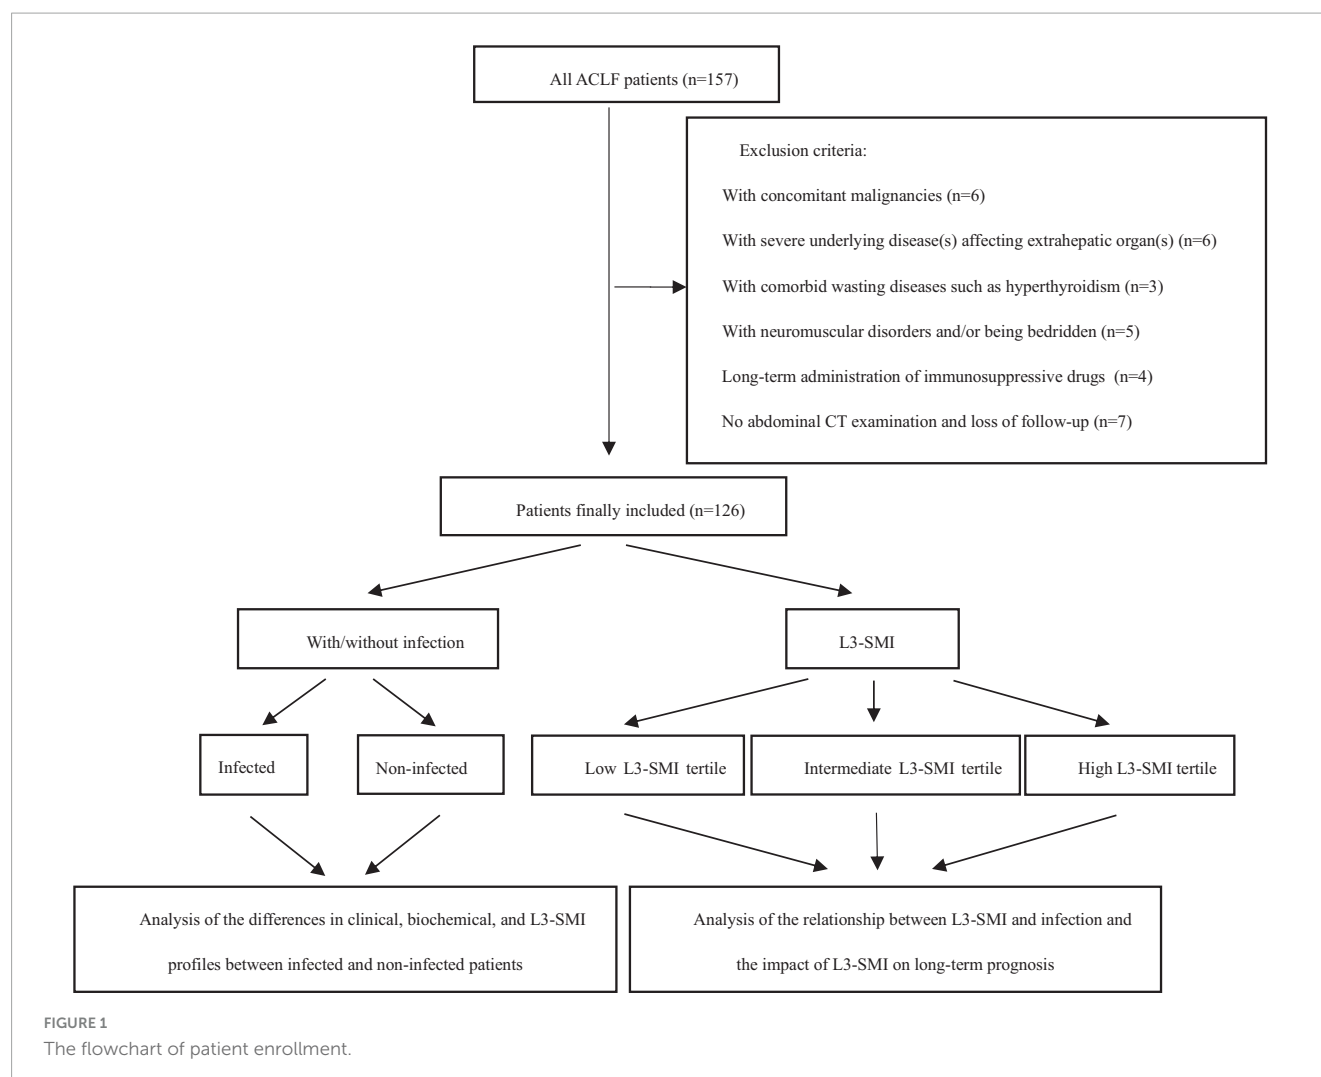 All ACLF patients (n=157)
Exclusion criteria:
With concomitant malignancies (n=6)
With severe underlying disease(s) affecting extrahepatic organ(s) (n=6)
With comorbid wasting diseases such as hyperthyroidism (n=3)
With neuromuscular disorders and/or being bedridden (n=5)
Long-term administration of immunosuppressive drugs (n=4)
No abdominal CT examination and loss of follow-up (n=7)
Patients finally included (n=126)
With/without infection
L3-SMI
Infected
Non-infected
Low L3-SMI tertile
Intermediate L3-SMI tertile
High L3-SMI tertile
Analysis of the differences in clinical, biochemical, and L3-SMI
profiles between infected and non-infected patients
Analysis of the relationship between L3-SMI and infection and
the impact of L3-SMI on long-term prognosis
FIGURE 1
The flowchart of patient enrollment.